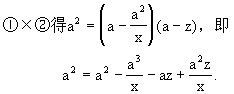 ①×②得a² = (a - a²/x)(a - z)，即
a² = a² - a³/x - az + a²z/x.